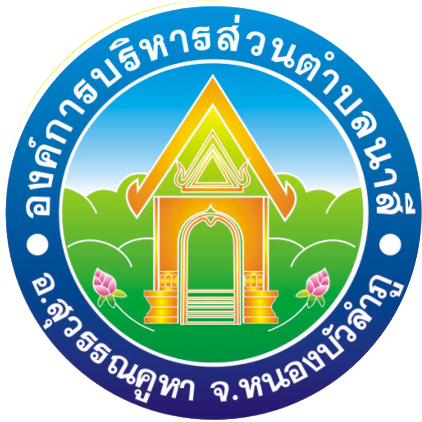 องค์การบริหารส่วนตำบลนาสี
อ.สุวรรณคูหา จ.หนองบัวลำภู